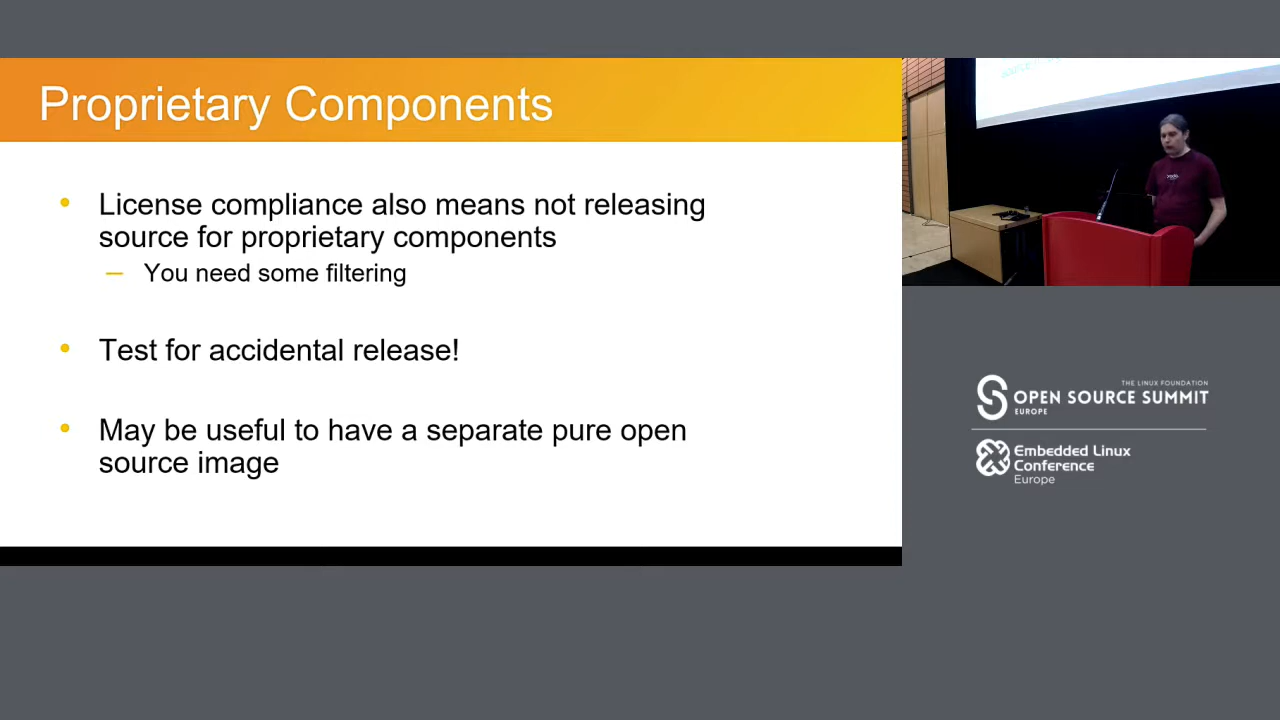 Proprietary Components
License compliance also means not releasing
source for proprietary components
You need some filtering
Test for accidental release!
May be useful to have a separate pure open
source image
THE LINUX FOUNDATION
OPEN SOURCE SUMMIT
EUROPE
Embedded Linux
Conference
Europe